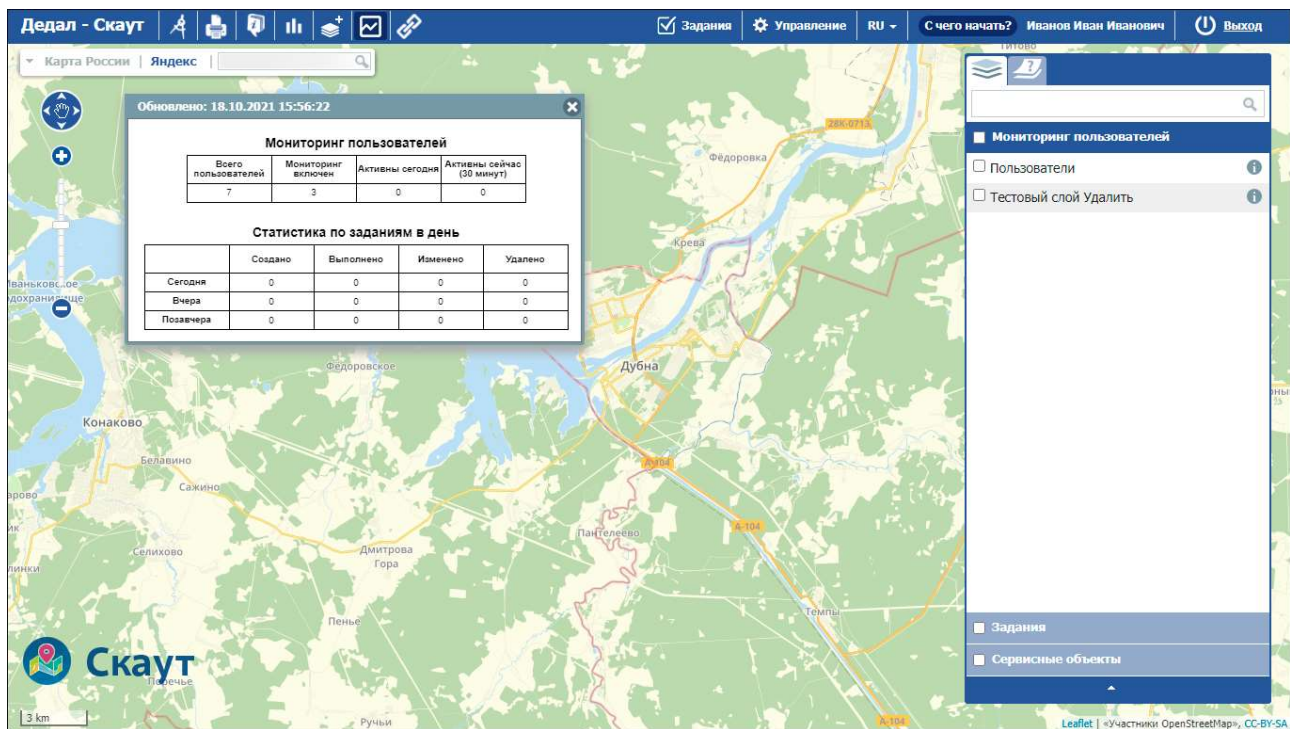 Дедал - Скаут
Задания
Управление
RU
С чего начать?
Иванов Иван Иванович
Выход
Карта России | Яндекс |
Обновлено: 18.10.2021 15:56:22
Мониторинг пользователей
Всего пользователей Мониторинг включен Активны сегодня Активны сейчас (30 минут)
7 3 0 0
Статистика по заданиям в день
Создано Выполнено Изменено Удалено
Сегодня 0 0 0 0
Вчера 0 0 0 0
Позавчера 0 0 0 0
Мониторинг пользователей
Пользователи
Тестовый слой Удалить
Задания
Сервисные объекты
Титово
28К-0713
Фёдоровка
Крева
Дубна
Фёдоровское
Конаково
Белавино
Сажино
А-104
А-104
Пантелеево
Селихово
Дмитрова
Гора
Пенье
Темпы
Скаут
Ручьи
А-104
3 km
Leaflet | «Участники OpenStreetMap», CC-BY-SA